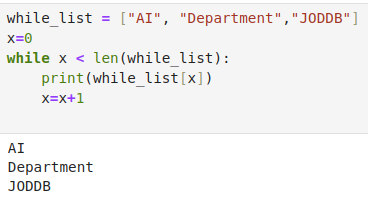 while_list = ["AI", "Department","JODDB"]
x=0
while x < len(while_list):
    print(while_list[x])
    x=x+1
AI
Department
JODDB